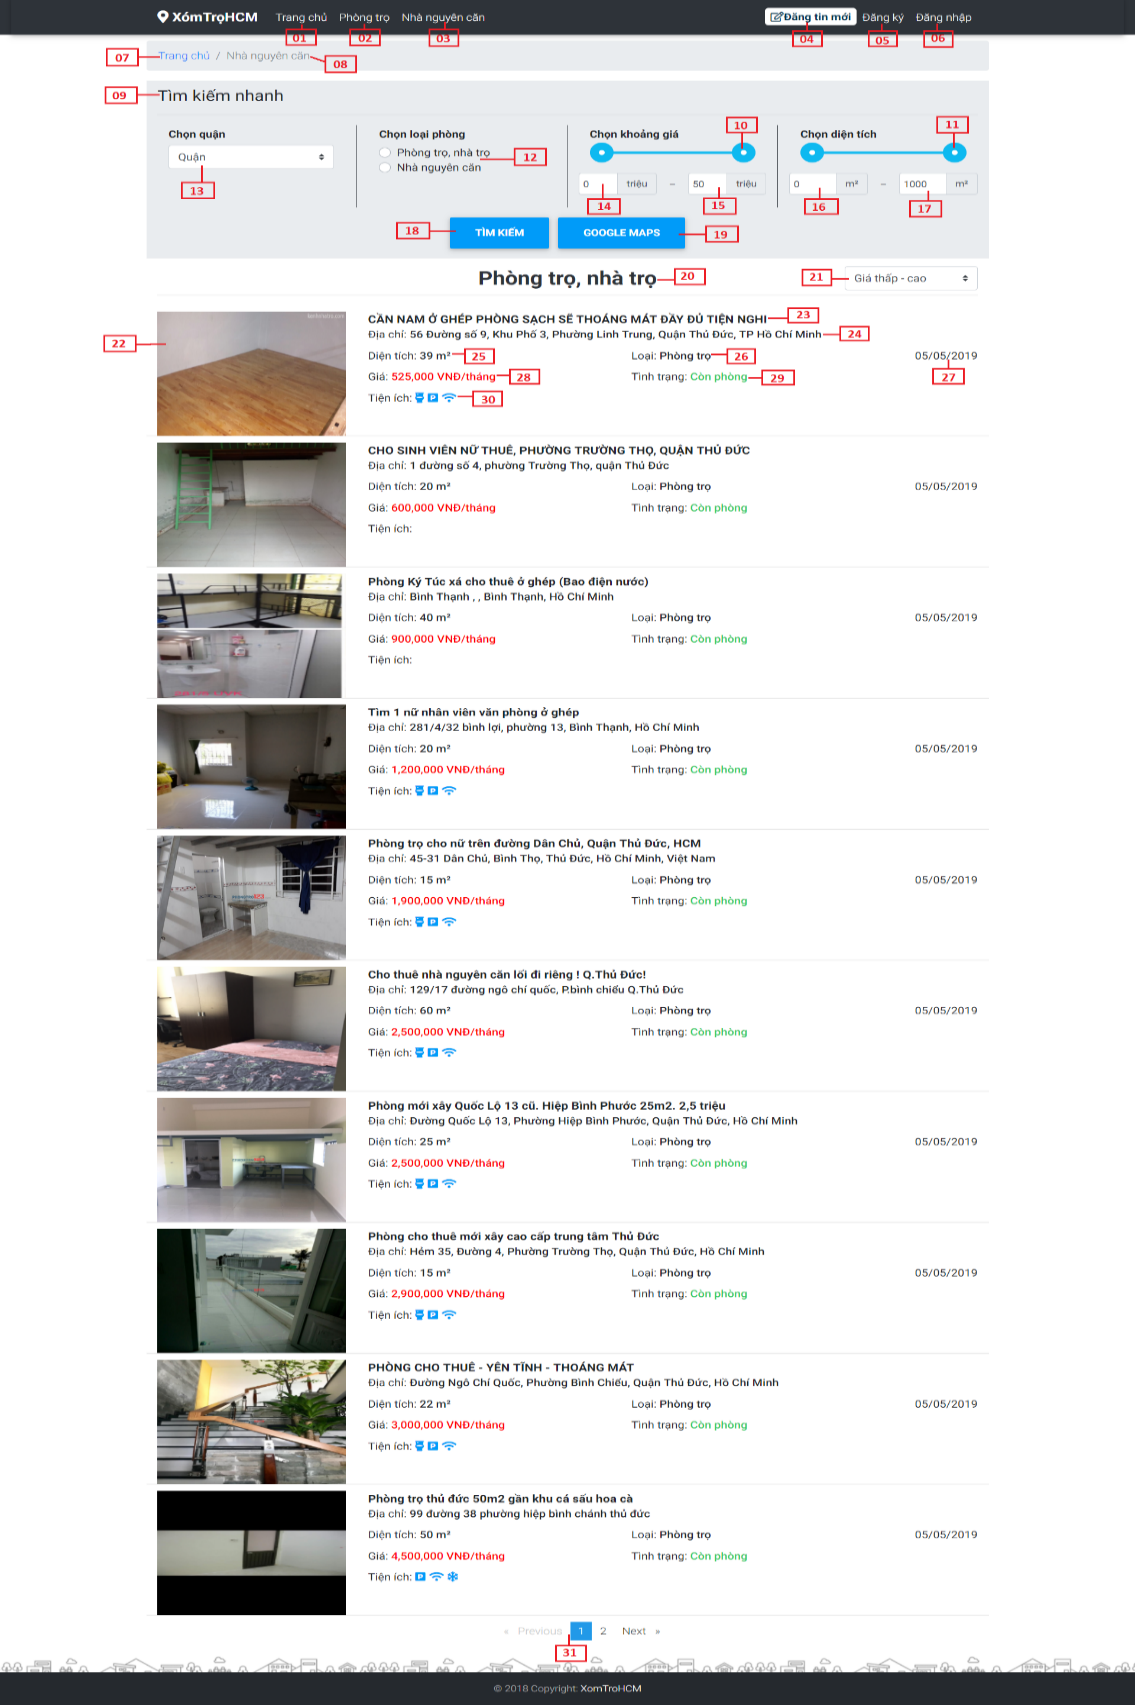 XómTrọHCM Trang chủ Phòng trọ Nhà nguyên căn Đăng tin mới Đăng ký Đăng nhập
01 02 03 04 05 06
07 Trang chủ / Nhà nguyên căn 08
09 Tìm kiếm nhanh
Chọn quận Chọn loại phòng Chọn khoảng giá 10 Chọn diện tích 11
Quận Phòng trọ, nhà trọ 12
Nhà nguyên căn
13 0 triệu – 50 triệu 0 m² – 1000 m²
14 15 16 17
18 TÌM KIẾM GOOGLE MAPS 19
Phòng trọ, nhà trọ 20 21 Giá thấp - cao
22
CẦN NAM Ở GHÉP PHÒNG SẠCH SẼ THOÁNG MÁT ĐẦY ĐỦ TIỆN NGHI 23
Địa chỉ: 56 Đường số 9, Khu Phố 3, Phường Linh Trung, Quận Thủ Đức, TP Hồ Chí Minh 24
Diện tích: 39 m² 25 Loại: Phòng trọ 26 05/05/2019
Giá: 525,000 VNĐ/tháng 28 Tình trạng: Còn phòng 29 27
Tiện ích: 30
CHO SINH VIÊN NỮ THUÊ, PHƯỜNG TRƯỜNG THỌ, QUẬN THỦ ĐỨC
Địa chỉ: 1 đường số 4, phường Trường Thọ, quận Thủ Đức
Diện tích: 20 m² Loại: Phòng trọ 05/05/2019
Giá: 600,000 VNĐ/tháng Tình trạng: Còn phòng
Tiện ích:
Phòng Ký Túc xá cho thuê ở ghép (Bao điện nước)
Địa chỉ: Bình Thạnh , , Bình Thạnh, Hồ Chí Minh
Diện tích: 40 m² Loại: Phòng trọ 05/05/2019
Giá: 900,000 VNĐ/tháng Tình trạng: Còn phòng
Tiện ích:
Tìm 1 nữ nhân viên văn phòng ở ghép
Địa chỉ: 281/4/32 bình lợi, phường 13, Bình Thạnh, Hồ Chí Minh
Diện tích: 20 m² Loại: Phòng trọ 05/05/2019
Giá: 1,200,000 VNĐ/tháng Tình trạng: Còn phòng
Tiện ích:
Phòng trọ cho nữ trên đường Dân Chủ, Quận Thủ Đức, HCM
Địa chỉ: 45-31 Dân Chủ, Bình Thọ, Thủ Đức, Hồ Chí Minh, Việt Nam
Diện tích: 15 m² Loại: Phòng trọ 05/05/2019
Giá: 1,900,000 VNĐ/tháng Tình trạng: Còn phòng
Tiện ích:
Cho thuê nhà nguyên căn lối đi riêng ! Q.Thủ Đức!
Địa chỉ: 129/17 đường ngô chí quốc, P.bình chiểu Q.Thủ Đức
Diện tích: 60 m² Loại: Phòng trọ 05/05/2019
Giá: 2,500,000 VNĐ/tháng Tình trạng: Còn phòng
Tiện ích:
Phòng mới xây Quốc Lộ 13 cũ. Hiệp Bình Phước 25m2. 2,5 triệu
Địa chỉ: Đường Quốc Lộ 13, Phường Hiệp Bình Phước, Quận Thủ Đức, Hồ Chí Minh
Diện tích: 25 m² Loại: Phòng trọ 05/05/2019
Giá: 2,500,000 VNĐ/tháng Tình trạng: Còn phòng
Tiện ích:
Phòng cho thuê mới xây cao cấp trung tâm Thủ Đức
Địa chỉ: Hẻm 35, Đường 4, Phường Trường Thọ, Quận Thủ Đức, Hồ Chí Minh
Diện tích: 15 m² Loại: Phòng trọ 05/05/2019
Giá: 2,900,000 VNĐ/tháng Tình trạng: Còn phòng
Tiện ích:
PHÒNG CHO THUÊ - YÊN TĨNH - THOÁNG MÁT
Địa chỉ: Đường Ngô Chí Quốc, Phường Bình Chiểu, Quận Thủ Đức, Hồ Chí Minh
Diện tích: 22 m² Loại: Phòng trọ 05/05/2019
Giá: 3,000,000 VNĐ/tháng Tình trạng: Còn phòng
Tiện ích:
Phòng trọ thủ đức 50m2 gần khu cá sấu hoa cà
Địa chỉ: 99 đường 38 phường hiệp bình chánh thủ đức
Diện tích: 50 m² Loại: Phòng trọ 05/05/2019
Giá: 4,500,000 VNĐ/tháng Tình trạng: Còn phòng
Tiện ích:
« Previous 1 2 Next »
31
© 2018 Copyright: XomTroHCM